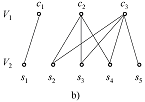 V₁ c₁ c₂ c₃
V₂ s₁ s₂ s₃ s₄ s₅
b)